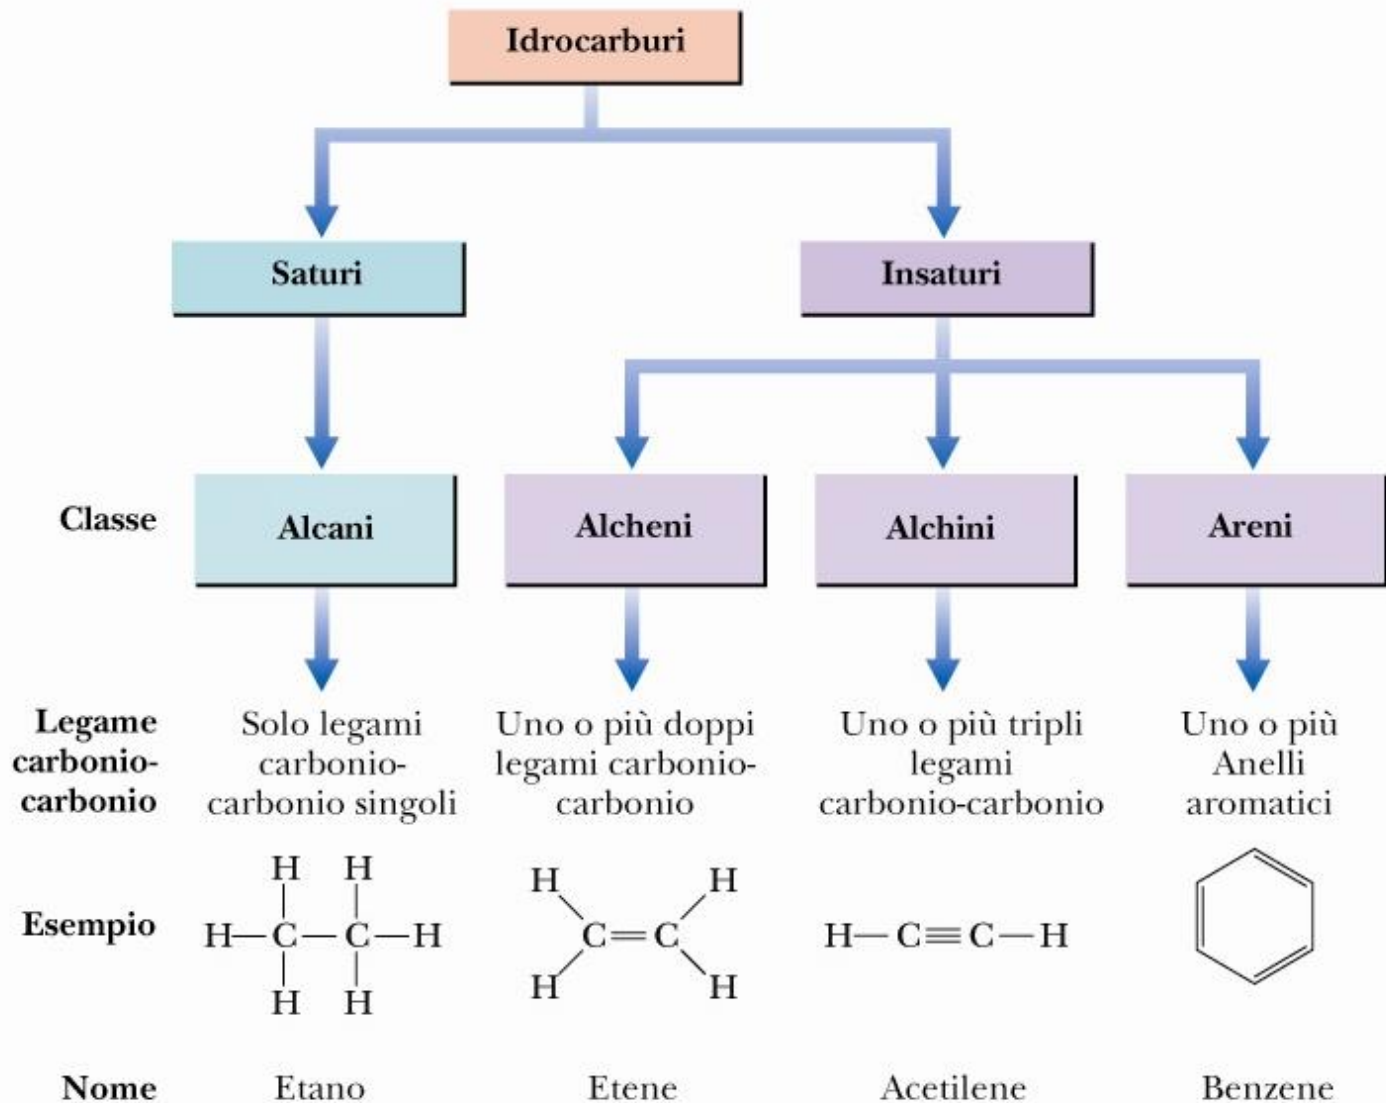 Idrocarburi
Saturi
Insaturi
Classe
Alcani
Alcheni
Alchini
Areni
Legame
carbonio-
carbonio
Solo legami
carbonio-
carbonio singoli
Uno o più doppi
legami carbonio-
carbonio
Uno o più tripli
legami
carbonio-carbonio
Uno o più
Anelli
aromatici
Esempio
H H
H—C—C—H
H H
H H
C=C
H H
H—C≡C—H
Nome
Etano
Etene
Acetilene
Benzene